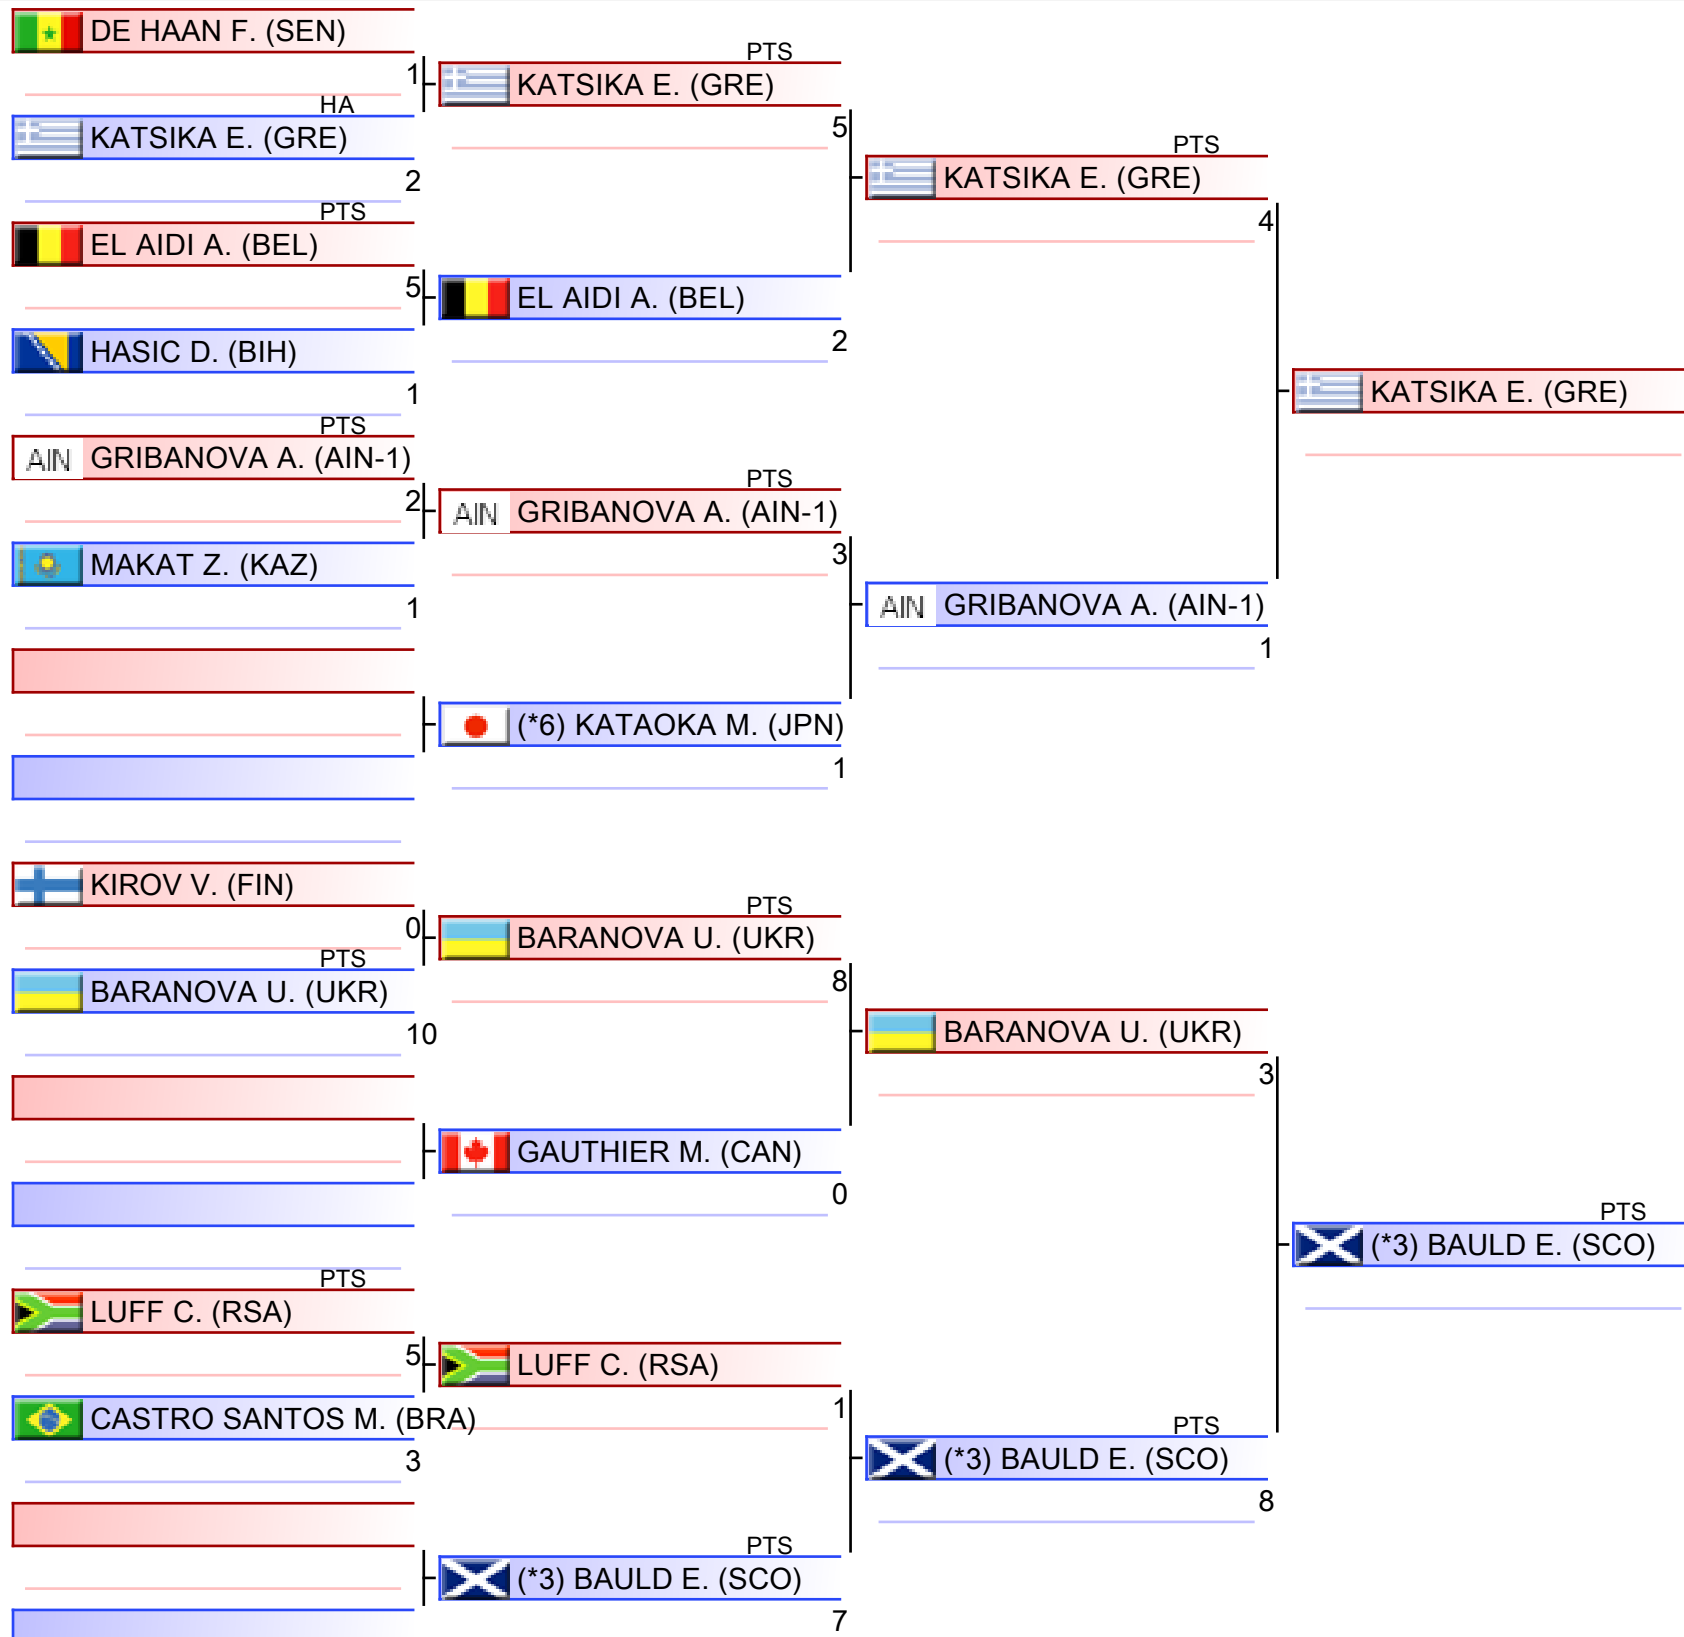 DE HAAN F. (SEN)
1
HA
KATSIKA E. (GRE)
2
PTS
EL AIDI A. (BEL)
5
HASIC D. (BIH)
1
PTS
AIN GRIBANOVA A. (AIN-1)
2
MAKAT Z. (KAZ)
1
KIROV V. (FIN)
0
PTS
BARANOVA U. (UKR)
10
PTS
LUFF C. (RSA)
5
CASTRO SANTOS M. (BRA)
3
PTS
KATSIKA E. (GRE)
5
EL AIDI A. (BEL)
2
PTS
AIN GRIBANOVA A. (AIN-1)
3
(*6) KATAOKA M. (JPN)
1
PTS
BARANOVA U. (UKR)
8
GAUTHIER M. (CAN)
0
LUFF C. (RSA)
1
PTS
(*3) BAULD E. (SCO)
7
PTS
KATSIKA E. (GRE)
4
AIN GRIBANOVA A. (AIN-1)
1
BARANOVA U. (UKR)
3
PTS
(*3) BAULD E. (SCO)
8
KATSIKA E. (GRE)
PTS
(*3) BAULD E. (SCO)